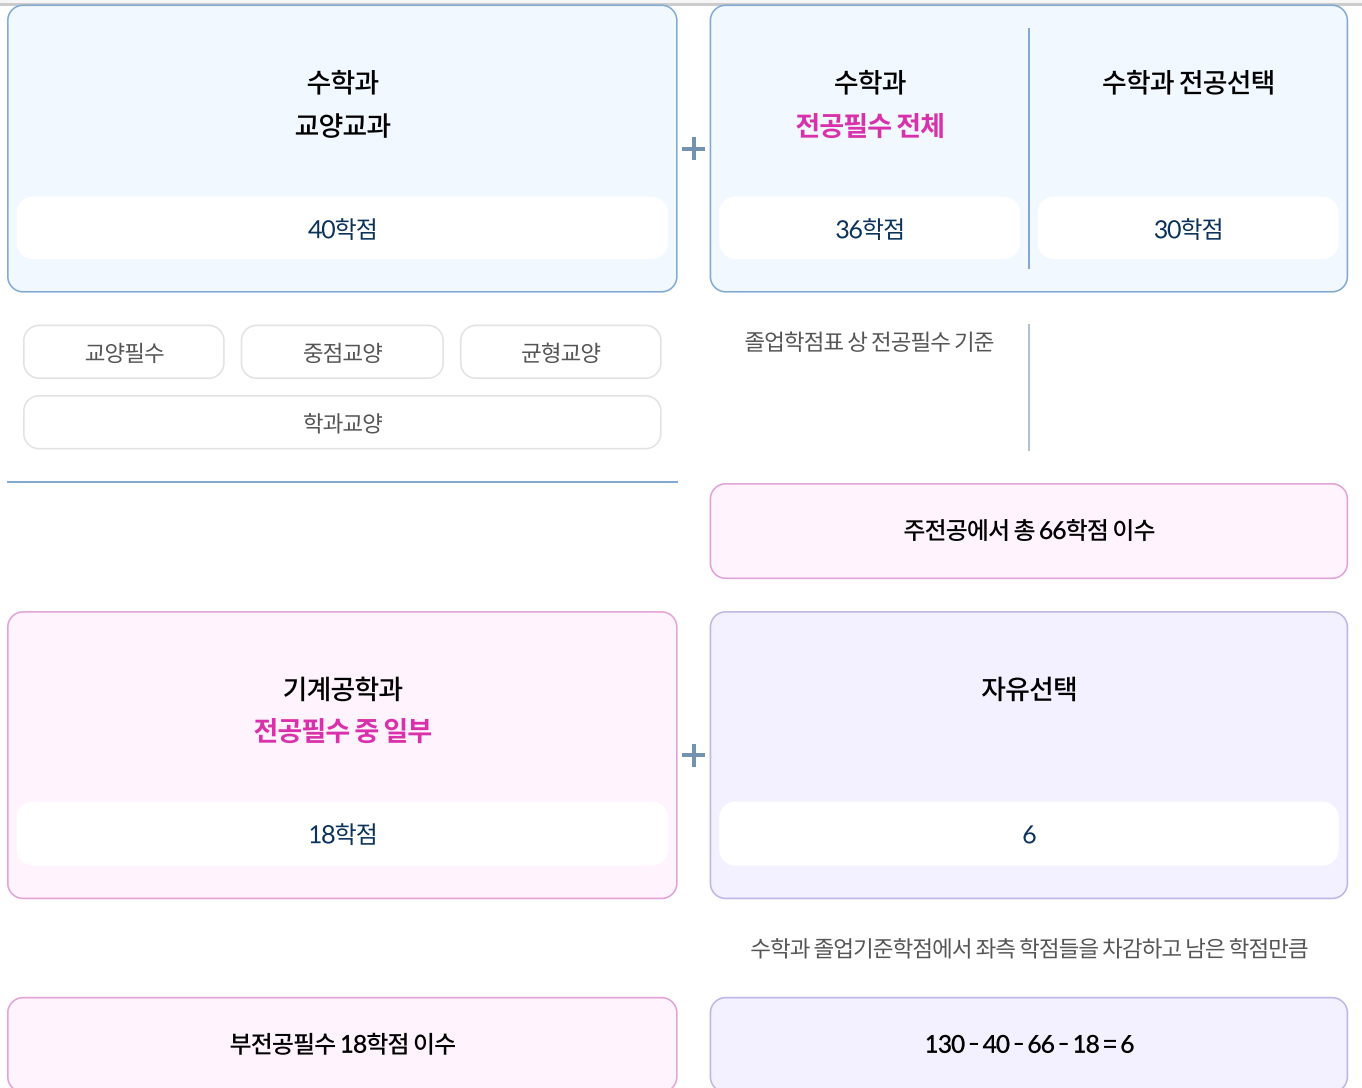 수학과
교양교과
40학점
교양필수
중점교양
균형교양
학과교양
+
수학과
전공필수 전체
36학점
졸업학점표 상 전공필수 기준
수학과 전공선택
30학점
주전공에서 총 66학점 이수
기계공학과
전공필수 중 일부
18학점
부전공필수 18학점 이수
+
자유선택
6
수학과 졸업기준학점에서 좌측 학점들을 차감하고 남은 학점만큼
130 - 40 - 66 - 18 = 6